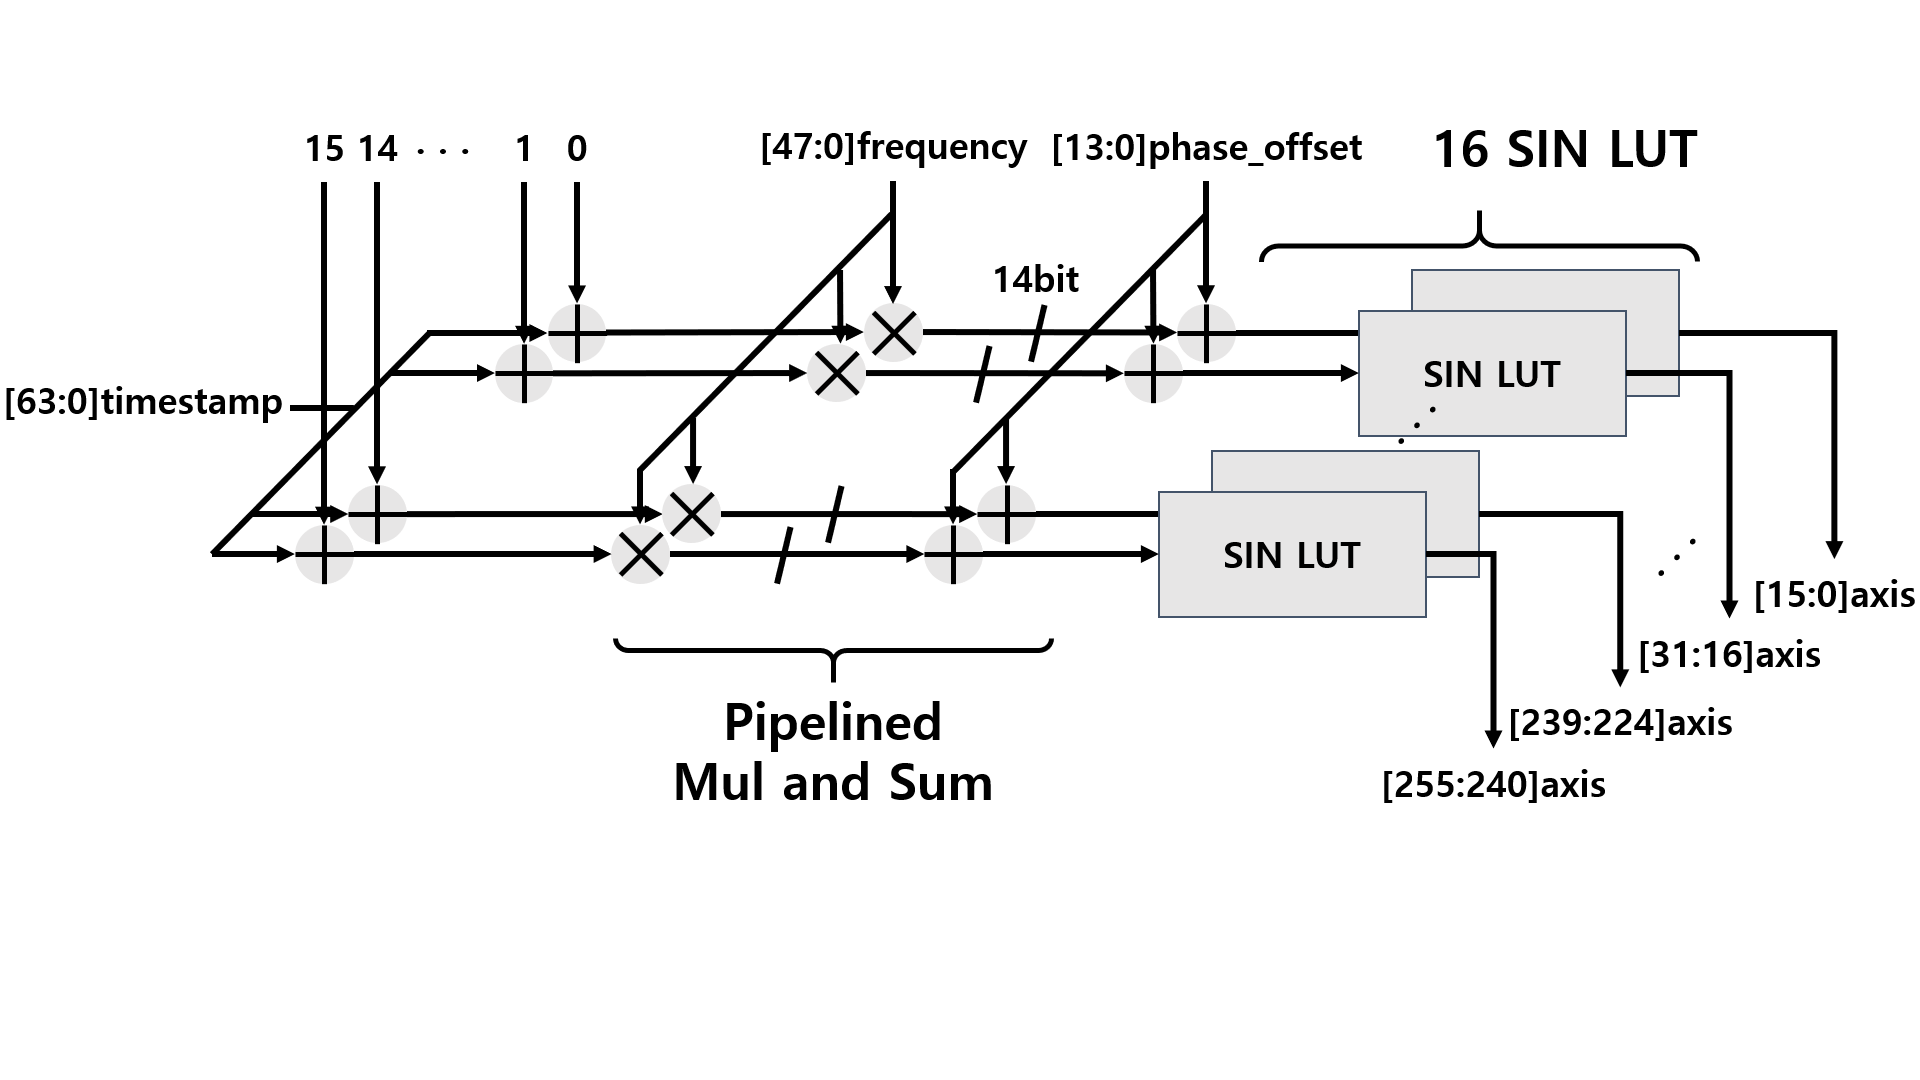 15 14 · · · 1 0
[47:0]frequency
[13:0]phase_offset
16 SIN LUT
14bit
[63:0]timestamp
SIN LUT
SIN LUT
[15:0]axis
[31:16]axis
[239:224]axis
[255:240]axis
Pipelined
Mul and Sum